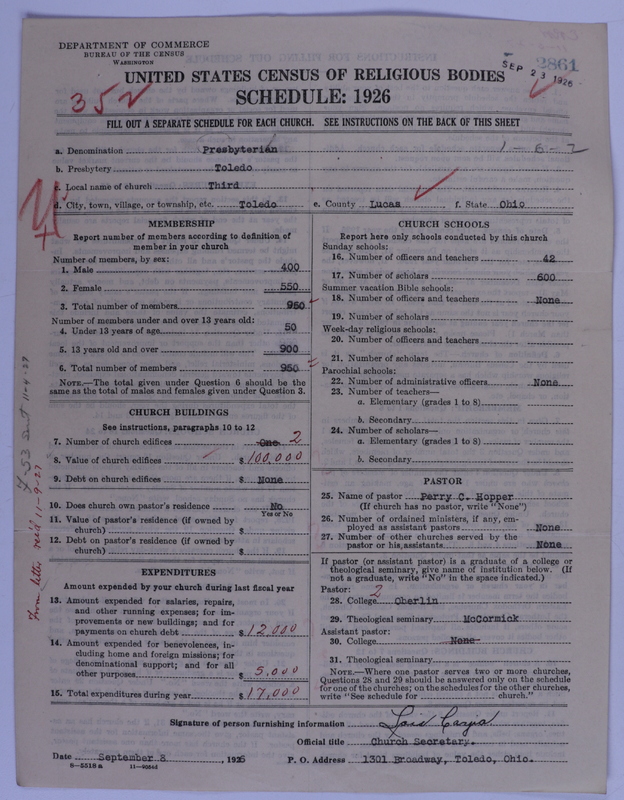 DEPARTMENT OF COMMERCE
BUREAU OF THE CENSUS
WASHINGTON
2861
SEP 23 1926
UNITED STATES CENSUS OF RELIGIOUS BODIES
352
SCHEDULE: 1926
FILL OUT A SEPARATE SCHEDULE FOR EACH CHURCH. SEE INSTRUCTIONS ON THE BACK OF THIS SHEET
a. Denomination Presbyterian 1-6-2
b. Presbytery Toledo
c. Local name of church Third
d. City, town, village, or township, etc. Toledo e. County Lucas f. State Ohio
MEMBERSHIP
Report number of members according to definition of
member in your church
Number of members, by sex:
1. Male 400
2. Female 550
3. Total number of members 950
Number of members under and over 13 years old:
4. Under 13 years of age 50
5. 13 years old and over 900
6. Total number of members 950
NOTE.—The total given under Question 6 should be the
same as the total of males and females given under Question 3.
CHURCH BUILDINGS
See instructions, paragraphs 10 to 12
7. Number of church edifices One 2
8. Value of church edifices $100,000
9. Debt on church edifices $ None
10. Does church own pastor's residence No
Yes or No
11. Value of pastor's residence (if owned by
church) $
12. Debt on pastor's residence (if owned by
church) $
EXPENDITURES
Amount expended by your church during last fiscal year
13. Amount expended for salaries, repairs,
and other running expenses; for im-
provements or new buildings; and for
payments on church debt $12,000
14. Amount expended for benevolences, in-
cluding home and foreign missions; for
denominational support; and for all
other purposes $5,000
15. Total expenditures during year $17,000
CHURCH SCHOOLS
Report here only schools conducted by this church
Sunday schools:
16. Number of officers and teachers 42
17. Number of scholars 600
Summer vacation Bible schools:
18. Number of officers and teachers None
19. Number of scholars
Week-day religious schools:
20. Number of officers and teachers
21. Number of scholars
Parochial schools:
22. Number of administrative officers None
23. Number of teachers—
a. Elementary (grades 1 to 8)
b. Secondary
24. Number of scholars—
a. Elementary (grades 1 to 8)
b. Secondary
PASTOR
25. Name of pastor Perry C. Hopper
(If church has no pastor, write "None")
26. Number of ordained ministers, if any, em-
ployed as assistant pastors None
27. Number of other churches served by the
pastor or his assistants None
If pastor (or assistant pastor) is a graduate of a college or
theological seminary, give name of institution below. (If
not a graduate, write "No" in the space indicated.)
Pastor: 2
28. College Oberlin
29. Theological seminary McCormick
Assistant pastor:
30. College None
31. Theological seminary
NOTE.—Where one pastor serves two or more churches,
Questions 28 and 29 should be answered only on the schedule
for one of the churches; on the schedules for the other churches,
write "See schedule for church."
Y-53 Sent 11-4-27
From letter rec'd 11-9-27
Signature of person furnishing information
Official title Church Secretary.
Date September 8, 1926 P. O. Address 1301 Broadway, Toledo, Ohio.
8—5518 a 11—9054d